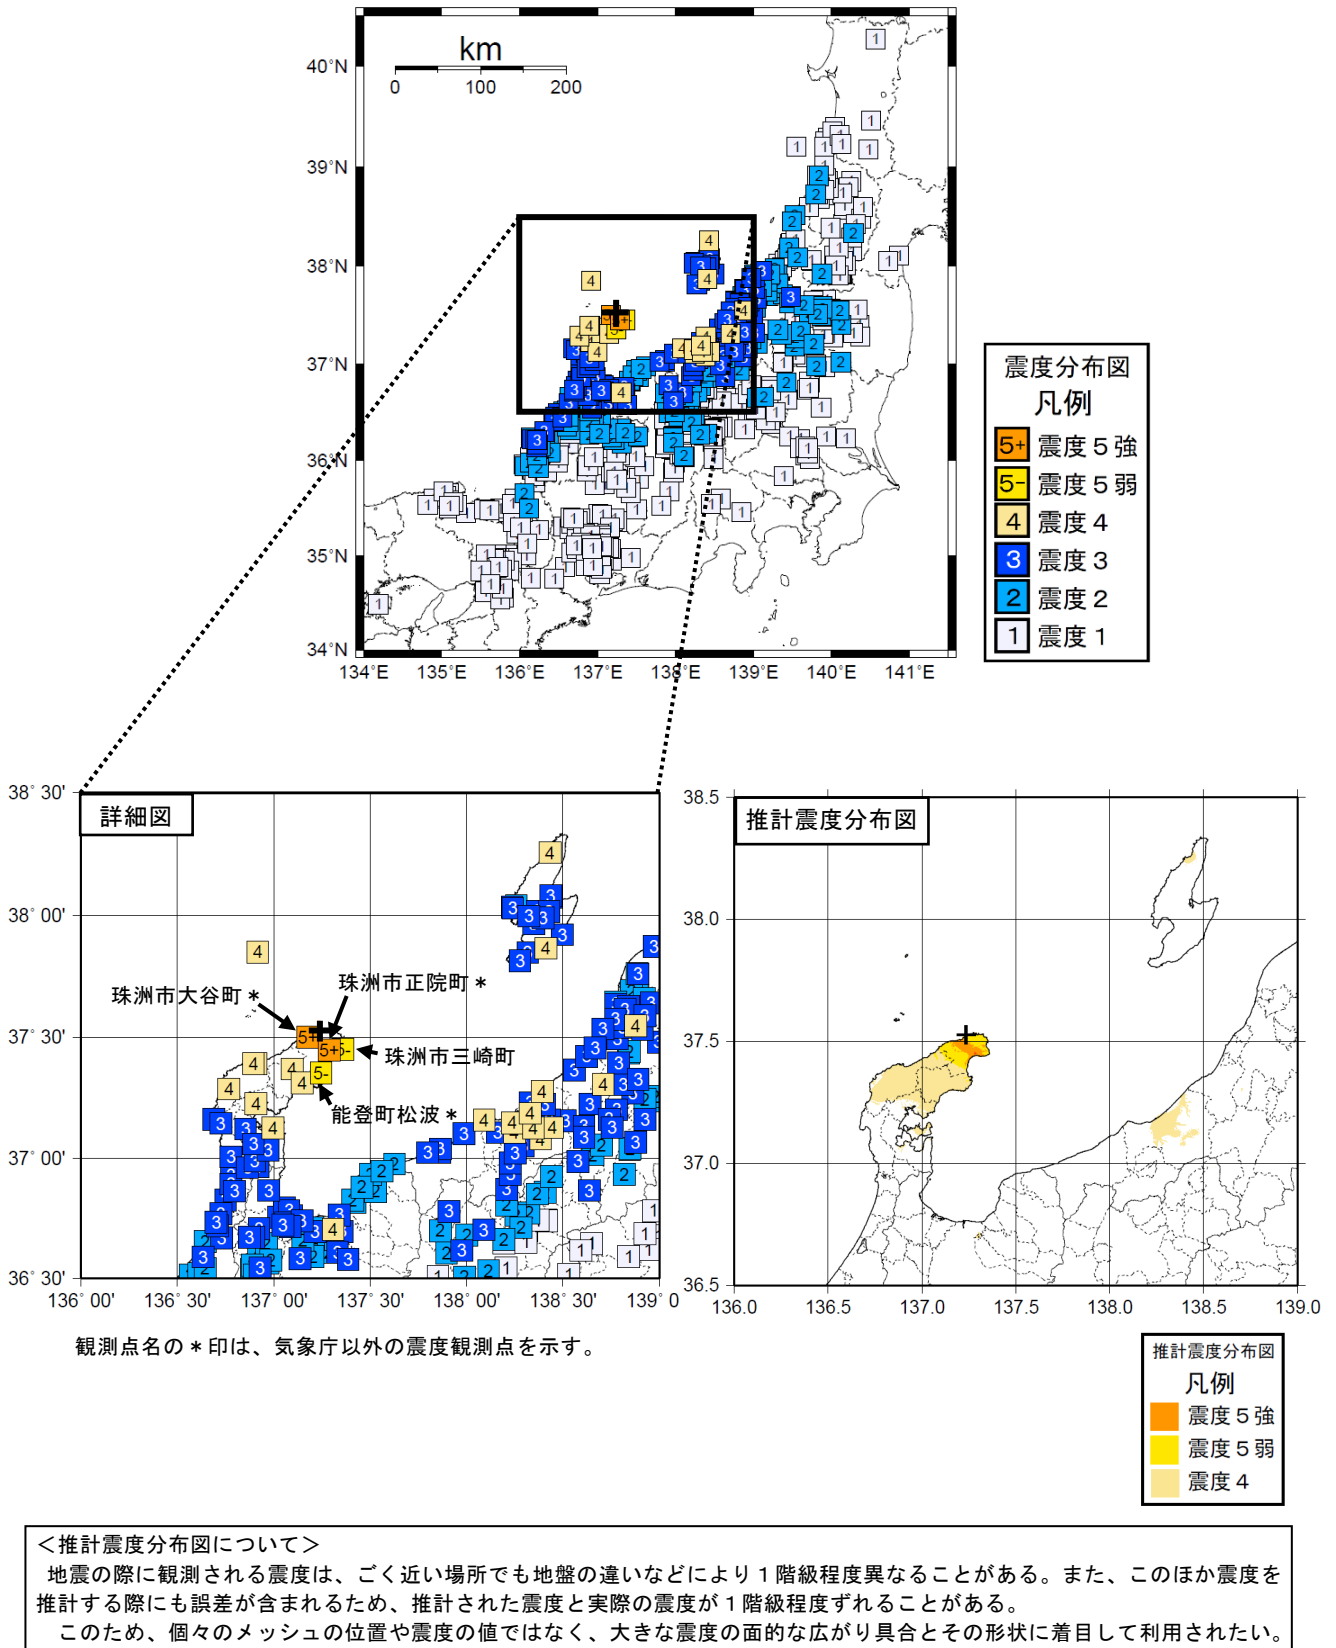 km
0 100 200
40°N
39°N
38°N
37°N
36°N
35°N
34°N
134°E 135°E 136°E 137°E 138°E 139°E 140°E 141°E
震度分布図
凡例
5+ 震度５強
5- 震度５弱
4 震度４
3 震度３
2 震度２
1 震度１
詳細図
38° 30'
38° 00'
37° 30'
37° 00'
36° 30'
136° 00' 136° 30' 137° 00' 137° 30' 138° 00' 138° 30' 139° 0
珠洲市正院町＊
珠洲市大谷町＊
珠洲市三崎町
能登町松波＊
観測点名の＊印は、気象庁以外の震度観測点を示す。
推計震度分布図
38.5
38.0
37.5
37.0
36.5
136.0 136.5 137.0 137.5 138.0 138.5 139.0
推計震度分布図
凡例
震度５強
震度５弱
震度４
＜推計震度分布図について＞
地震の際に観測される震度は、ごく近い場所でも地盤の違いなどにより１階級程度異なることがある。また、このほか震度を
推計する際にも誤差が含まれるため、推計された震度と実際の震度が１階級程度ずれることがある。
このため、個々のメッシュの位置や震度の値ではなく、大きな震度の面的な広がり具合とその形状に着目して利用されたい。